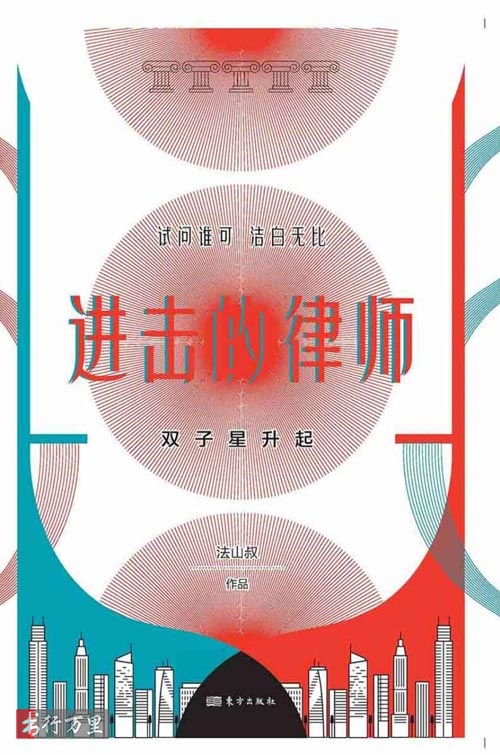 试问谁可 洁白无比
进击的律师
双子星升起
法山叔
作品
东方出版社
书行万里